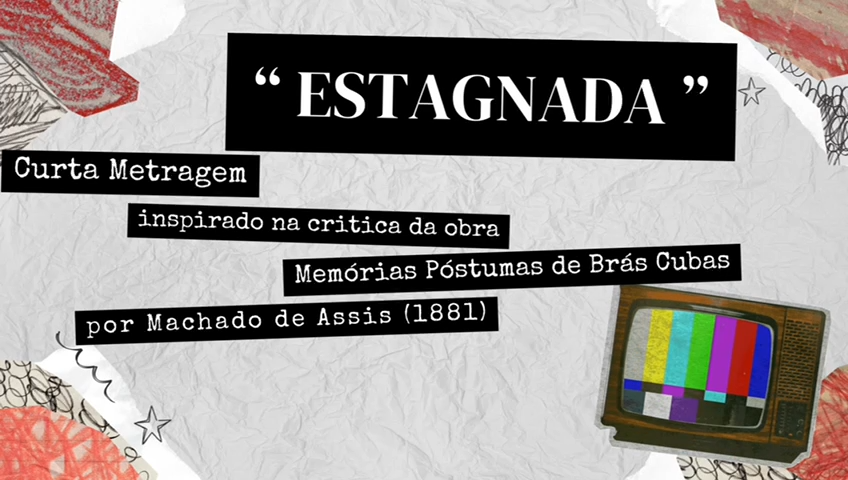 “ ESTAGNADA ”
Curta Metragem
inspirado na critica da obra
Memórias Póstumas de Brás Cubas
por Machado de Assis (1881)